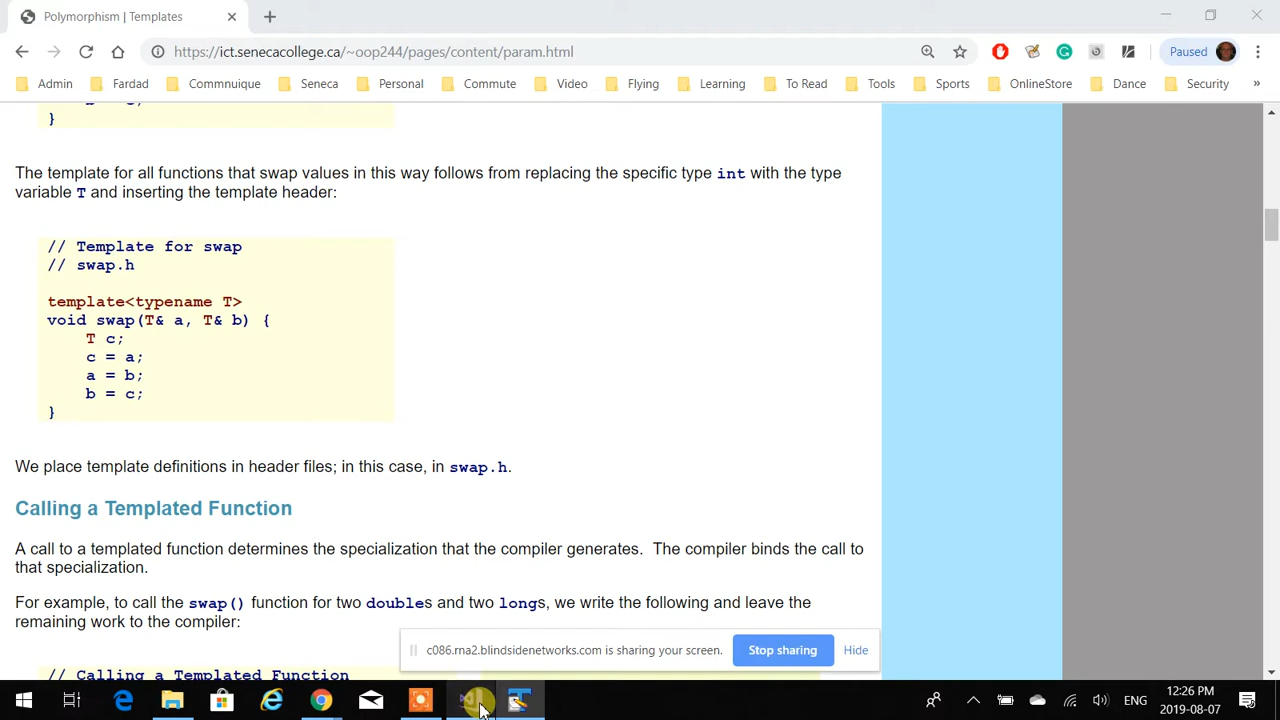 Polymorphism | Templates
https://ict.senecacollege.ca/~oop244/pages/content/param.html
Paused
Admin Fardad Commnuique Seneca Personal Commute Video Flying Learning To Read Tools Sports OnlineStore Dance Security »
}
The template for all functions that swap values in this way follows from replacing the specific type int with the type
variable T and inserting the template header:
// Template for swap
// swap.h
template<typename T>
void swap(T& a, T& b) {
T c;
c = a;
a = b;
b = c;
}
We place template definitions in header files; in this case, in swap.h.
Calling a Templated Function
A call to a templated function determines the specialization that the compiler generates. The compiler binds the call to
that specialization.
For example, to call the swap() function for two doubles and two longs, we write the following and leave the
remaining work to the compiler:
c086.rna2.blindsidenetworks.com is sharing your screen. Stop sharing Hide
// Calling a Templated Function
ENG
12:26 PM
2019-08-07